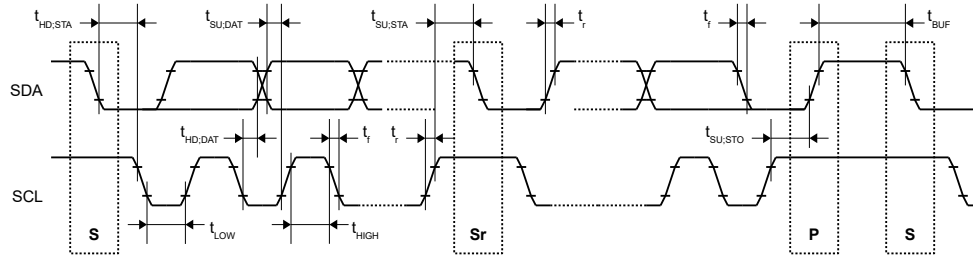 tHD;STA tSU;DAT tSU;STA tr tf tBUF
SDA
tHD;DAT tf tr tSU;STO
SCL
tLOW tHIGH
S Sr P S